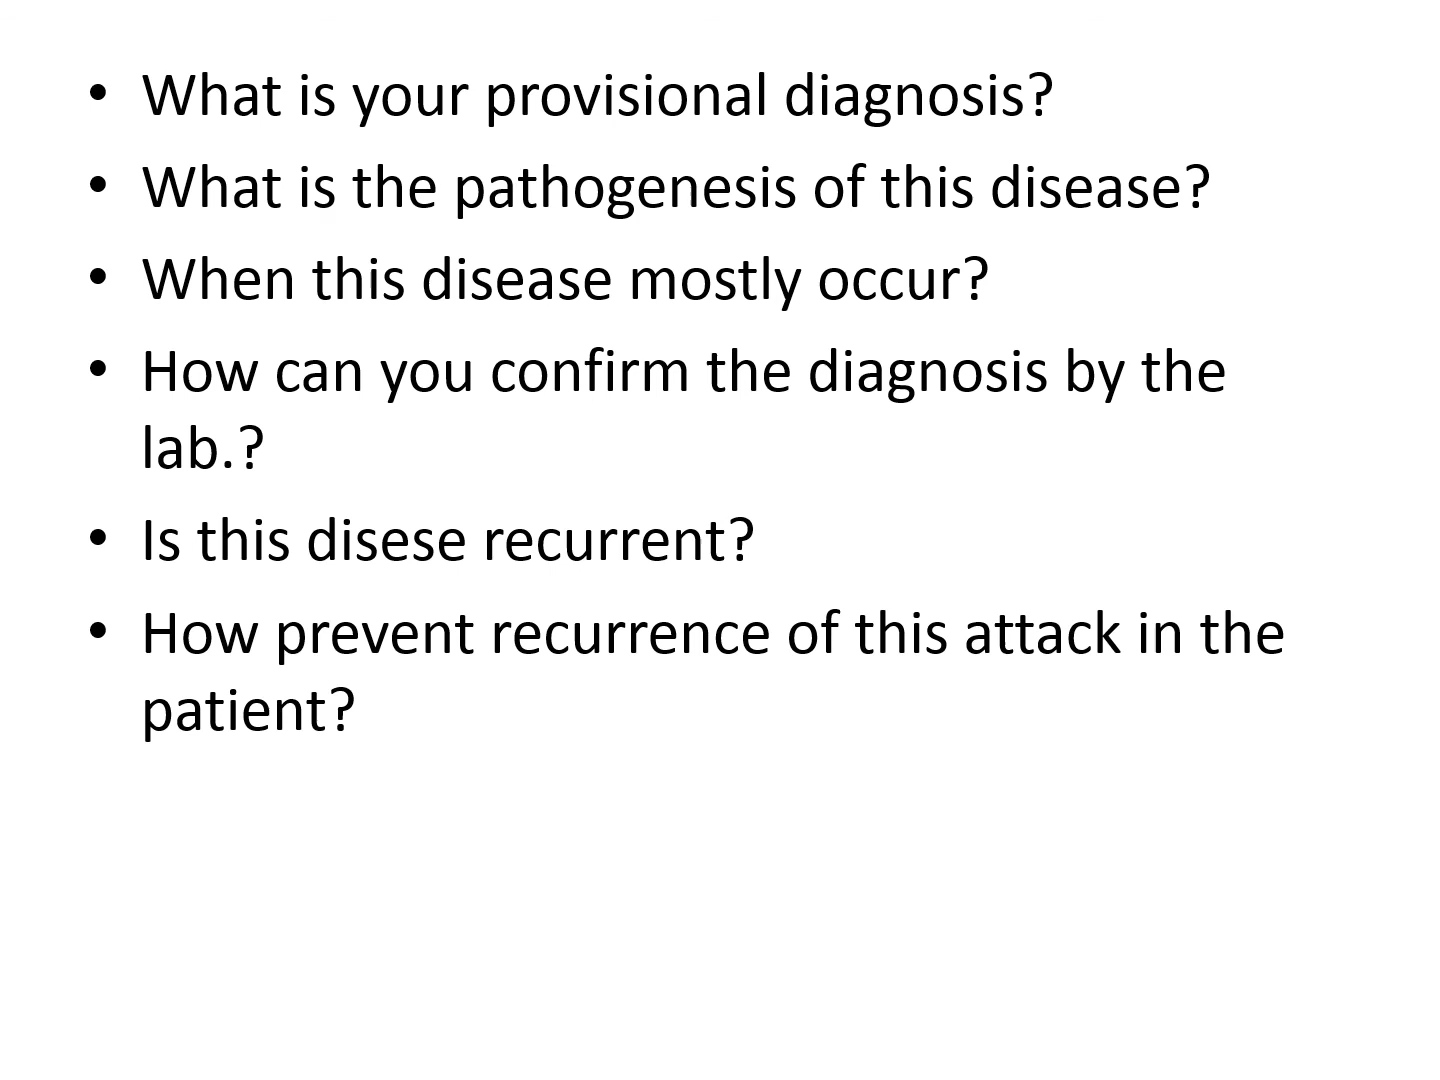 • What is your provisional diagnosis?
• What is the pathogenesis of this disease?
• When this disease mostly occur?
• How can you confirm the diagnosis by the
lab.?
• Is this disese recurrent?
• How prevent recurrence of this attack in the
patient?